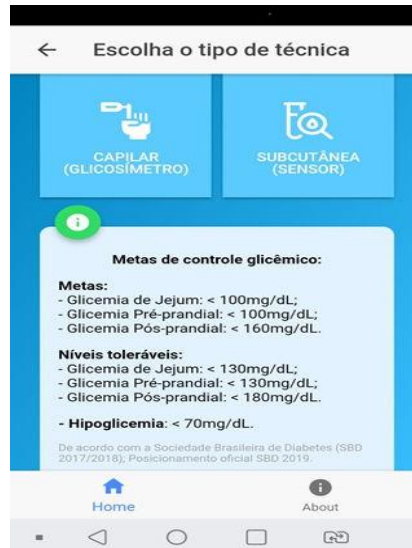 Escolha o tipo de técnica
CAPILAR
(GLICOSÍMETRO)
SUBCUTÂNEA
(SENSOR)
Metas de controle glicêmico:
Metas:
- Glicemia de Jejum: < 100mg/dL;
- Glicemia Pré-prandial: < 100mg/dL;
- Glicemia Pós-prandial: < 160mg/dL.
Níveis toleráveis:
- Glicemia de Jejum: < 130mg/dL;
- Glicemia Pré-prandial: < 130mg/dL;
- Glicemia Pós-prandial: < 180mg/dL.
- Hipoglicemia: < 70mg/dL.
De acordo com a Sociedade Brasileira de Diabetes (SBD
2017/2018); Posicionamento oficial SBD 2019.
Home
About